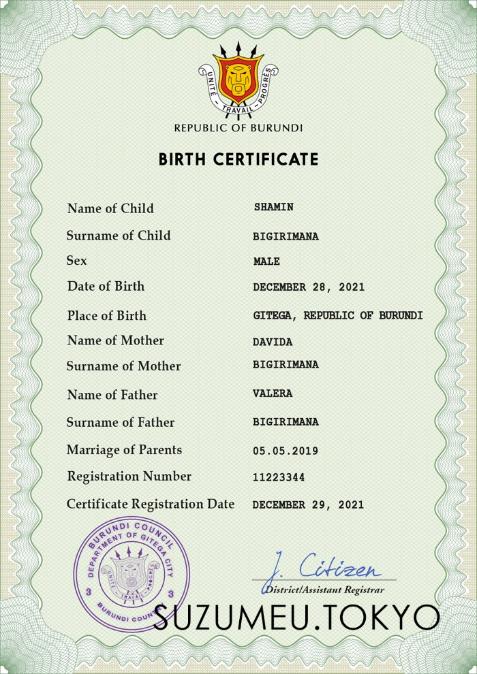 UNITE TRAVAIL PROGRES
REPUBLIC OF BURUNDI
BIRTH CERTIFICATE
Name of Child SHAMIN
Surname of Child BIGIRIMANA
Sex MALE
Date of Birth DECEMBER 28, 2021
Place of Birth GITEGA, REPUBLIC OF BURUNDI
Name of Mother DAVIDA
Surname of Mother BIGIRIMANA
Name of Father VALERA
Surname of Father BIGIRIMANA
Marriage of Parents 05.05.2019
Registration Number 11223344
Certificate Registration Date DECEMBER 29, 2021
BURUNDI COUNCIL
DEPARTMENT OF GITEGA CITY
3 3
BURUNDI
J. Citizen
District/Assistant Registrar
SUZUMEU.TOKYO